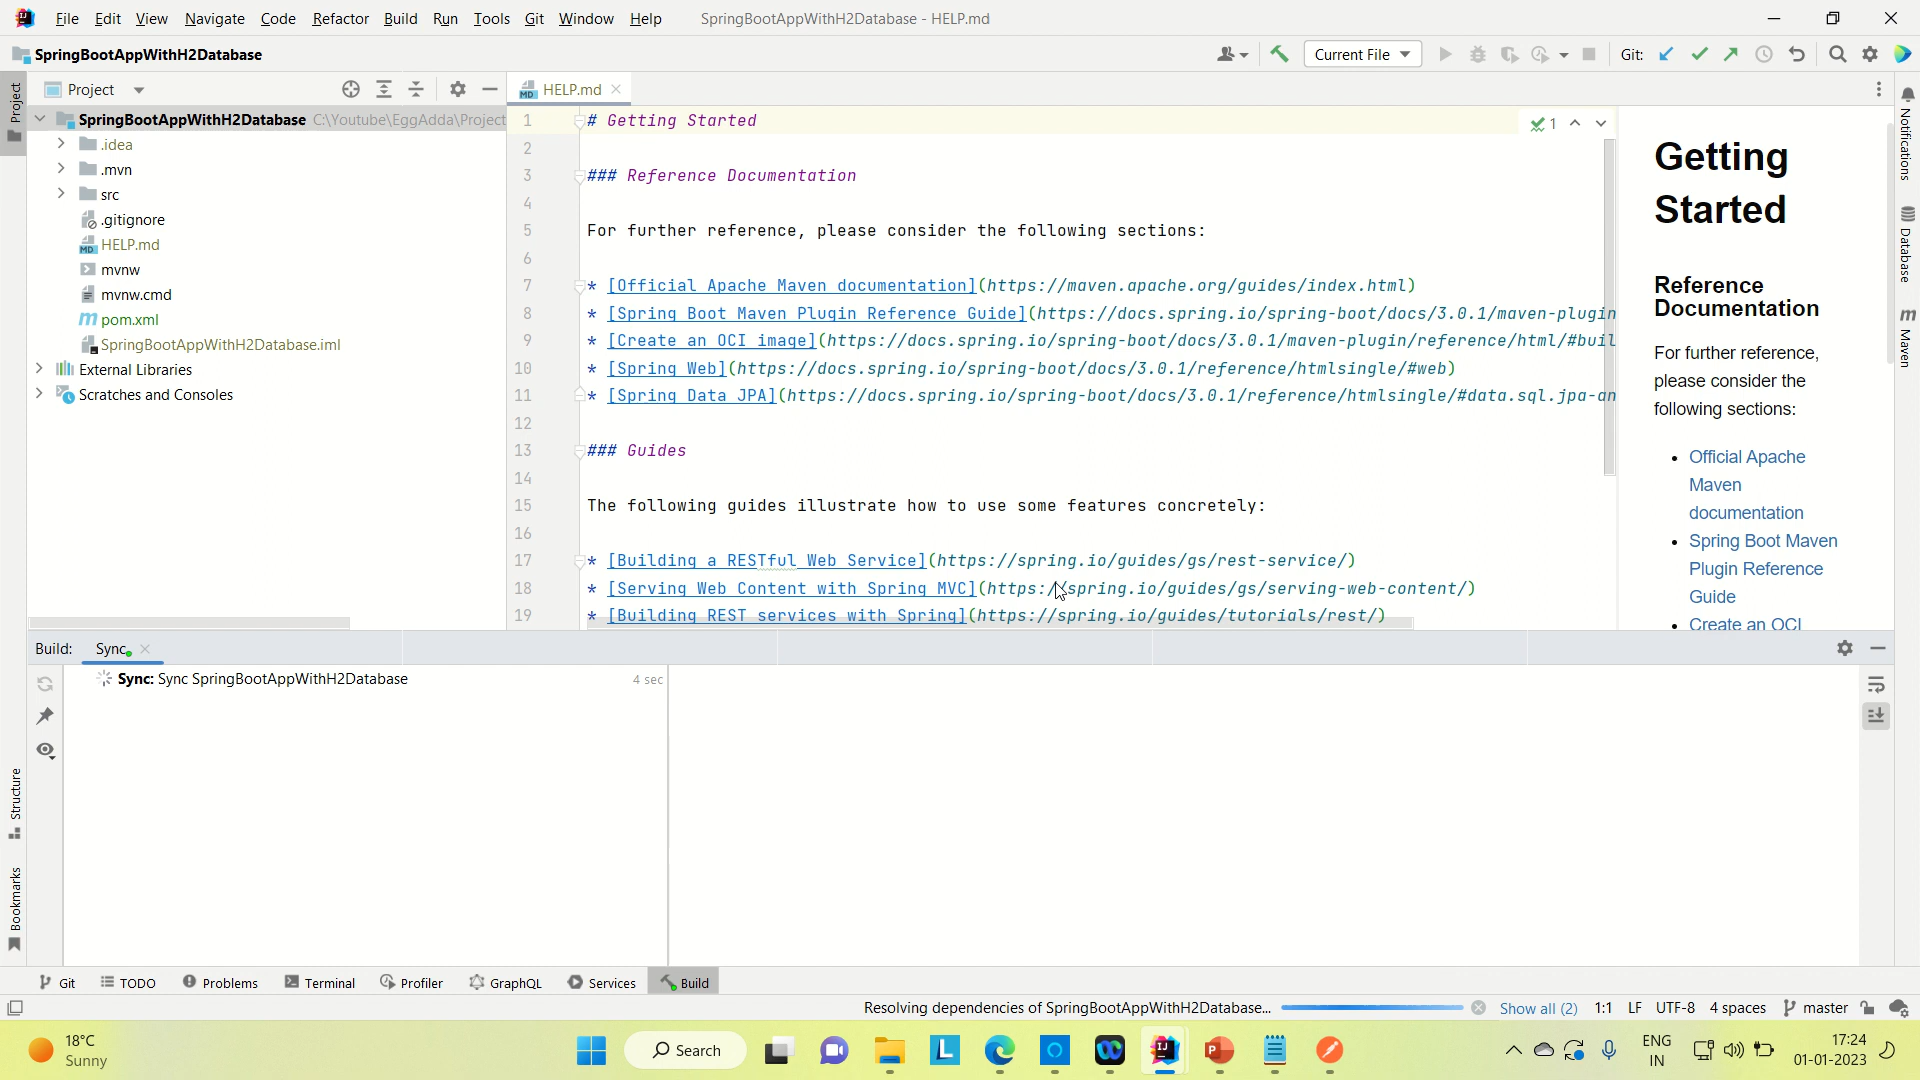 File Edit View Navigate Code Refactor Build Run Tools Git Window Help SpringBootAppWithH2Database - HELP.md
SpringBootAppWithH2Database
Current File
Git:
Project
HELP.md
SpringBootAppWithH2Database C:\Youtube\EggAdda\Project
.idea
.mvn
src
.gitignore
HELP.md
mvnw
mvnw.cmd
pom.xml
SpringBootAppWithH2Database.iml
External Libraries
Scratches and Consoles
Project
Structure
Bookmarks
1 # Getting Started
2
3 ### Reference Documentation
4
5 For further reference, please consider the following sections:
6
7 * [Official Apache Maven documentation](https://maven.apache.org/guides/index.html)
8 * [Spring Boot Maven Plugin Reference Guide](https://docs.spring.io/spring-boot/docs/3.0.1/maven-plugin
9 * [Create an OCI image](https://docs.spring.io/spring-boot/docs/3.0.1/maven-plugin/reference/html/#buil
10 * [Spring Web](https://docs.spring.io/spring-boot/docs/3.0.1/reference/htmlsingle/#web)
11 * [Spring Data JPA](https://docs.spring.io/spring-boot/docs/3.0.1/reference/htmlsingle/#data.sql.jpa-an
12
13 ### Guides
14
15 The following guides illustrate how to use some features concretely:
16
17 * [Building a RESTful Web Service](https://spring.io/guides/gs/rest-service/)
18 * [Serving Web Content with Spring MVC](https://spring.io/guides/gs/serving-web-content/)
19 * [Building REST services with Spring](https://spring.io/guides/tutorials/rest/)
1
Getting
Started
Reference
Documentation
For further reference,
please consider the
following sections:
Official Apache
Maven
documentation
Spring Boot Maven
Plugin Reference
Guide
Create an OCI
Notifications
Database
Maven
Build: Sync
Sync: Sync SpringBootAppWithH2Database 4 sec
Git TODO Problems Terminal Profiler GraphQL Services Build
Resolving dependencies of SpringBootAppWithH2Database... Show all (2) 1:1 LF UTF-8 4 spaces master
18°C
Sunny
Search
ENG
IN
17:24
01-01-2023